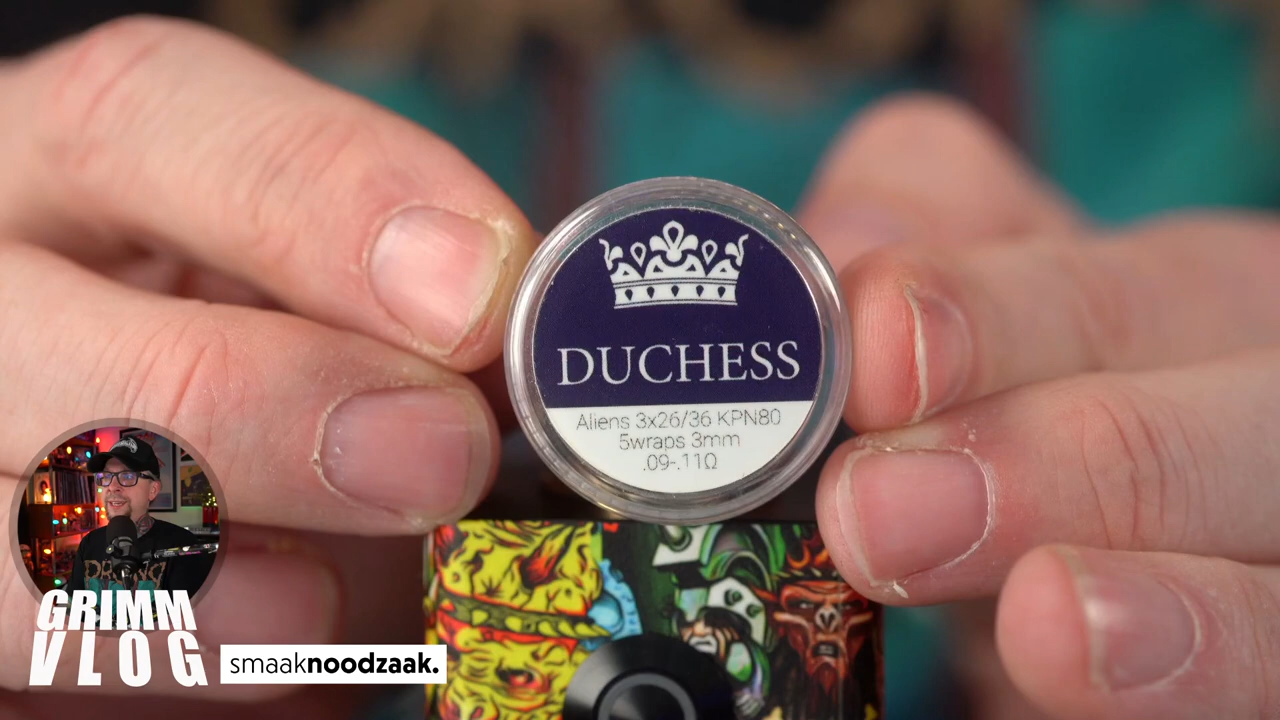 DUCHESS
Aliens 3x26/36 KPN80
5wraps 3mm
.09-.11Ω
GRIMM
VLOG
smaaknoodzaak.